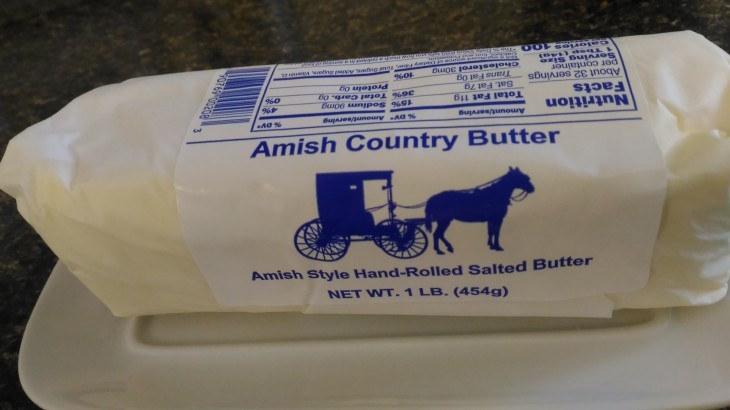 Amish Country Butter
Amish Style Hand-Rolled Salted Butter
NET WT. 1 LB. (454g)
Nutrition
Facts
About 32 servings
per container
Serving Size
1 Tbsp (14g)
Calories 100
Amount/serving % DV*
Total Fat 11g 15%
Sat. Fat 7g 36%
Trans Fat 0g
Cholesterol 30mg 10%
Amount/serving % DV*
Sodium 90mg 4%
Total Carb. 0g 0%
Protein 0g